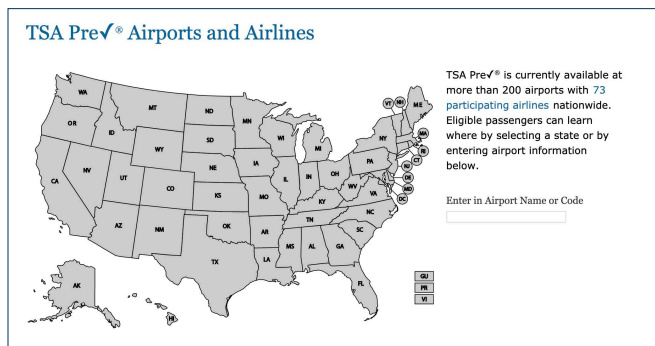 TSA Pre✓® Airports and Airlines
TSA Pre✓® is currently available at
more than 200 airports with 73
participating airlines nationwide.
Eligible passengers can learn
where by selecting a state or by
entering airport information
below.
Enter in Airport Name or Code
WA
MT
ND
MN
VT
NH
ME
OR
ID
WY
SD
WI
MI
NY
MA
RI
CT
NV
UT
CO
NE
IA
IL
IN
OH
PA
NJ
DE
MD
DC
CA
KS
MO
KY
WV
VA
AZ
NM
OK
AR
TN
NC
SC
TX
LA
MS
AL
GA
FL
AK
HI
GU
PR
VI